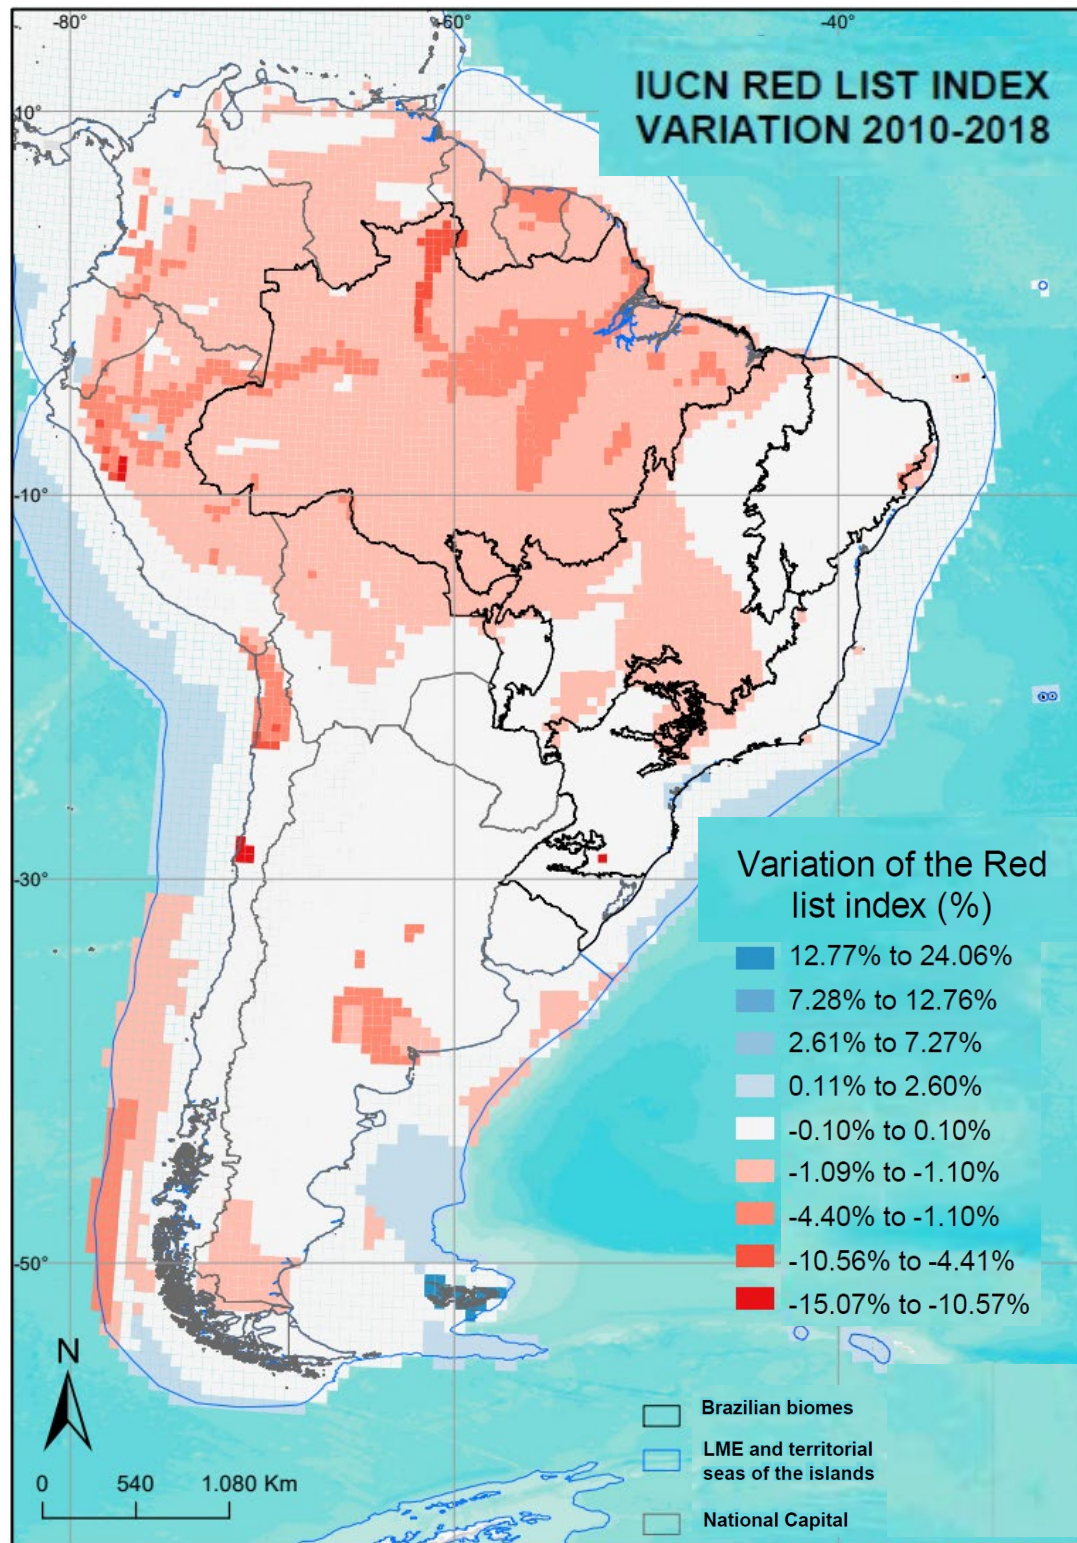 -80°
-60°
-40°
IUCN RED LIST INDEX
VARIATION 2010-2018
10°
-10°
-30°
-50°
Variation of the Red
list index (%)
12.77% to 24.06%
7.28% to 12.76%
2.61% to 7.27%
0.11% to 2.60%
-0.10% to 0.10%
-1.09% to -1.10%
-4.40% to -1.10%
-10.56% to -4.41%
-15.07% to -10.57%
N
0 540 1.080 Km
Brazilian biomes
LME and territorial
seas of the islands
National Capital